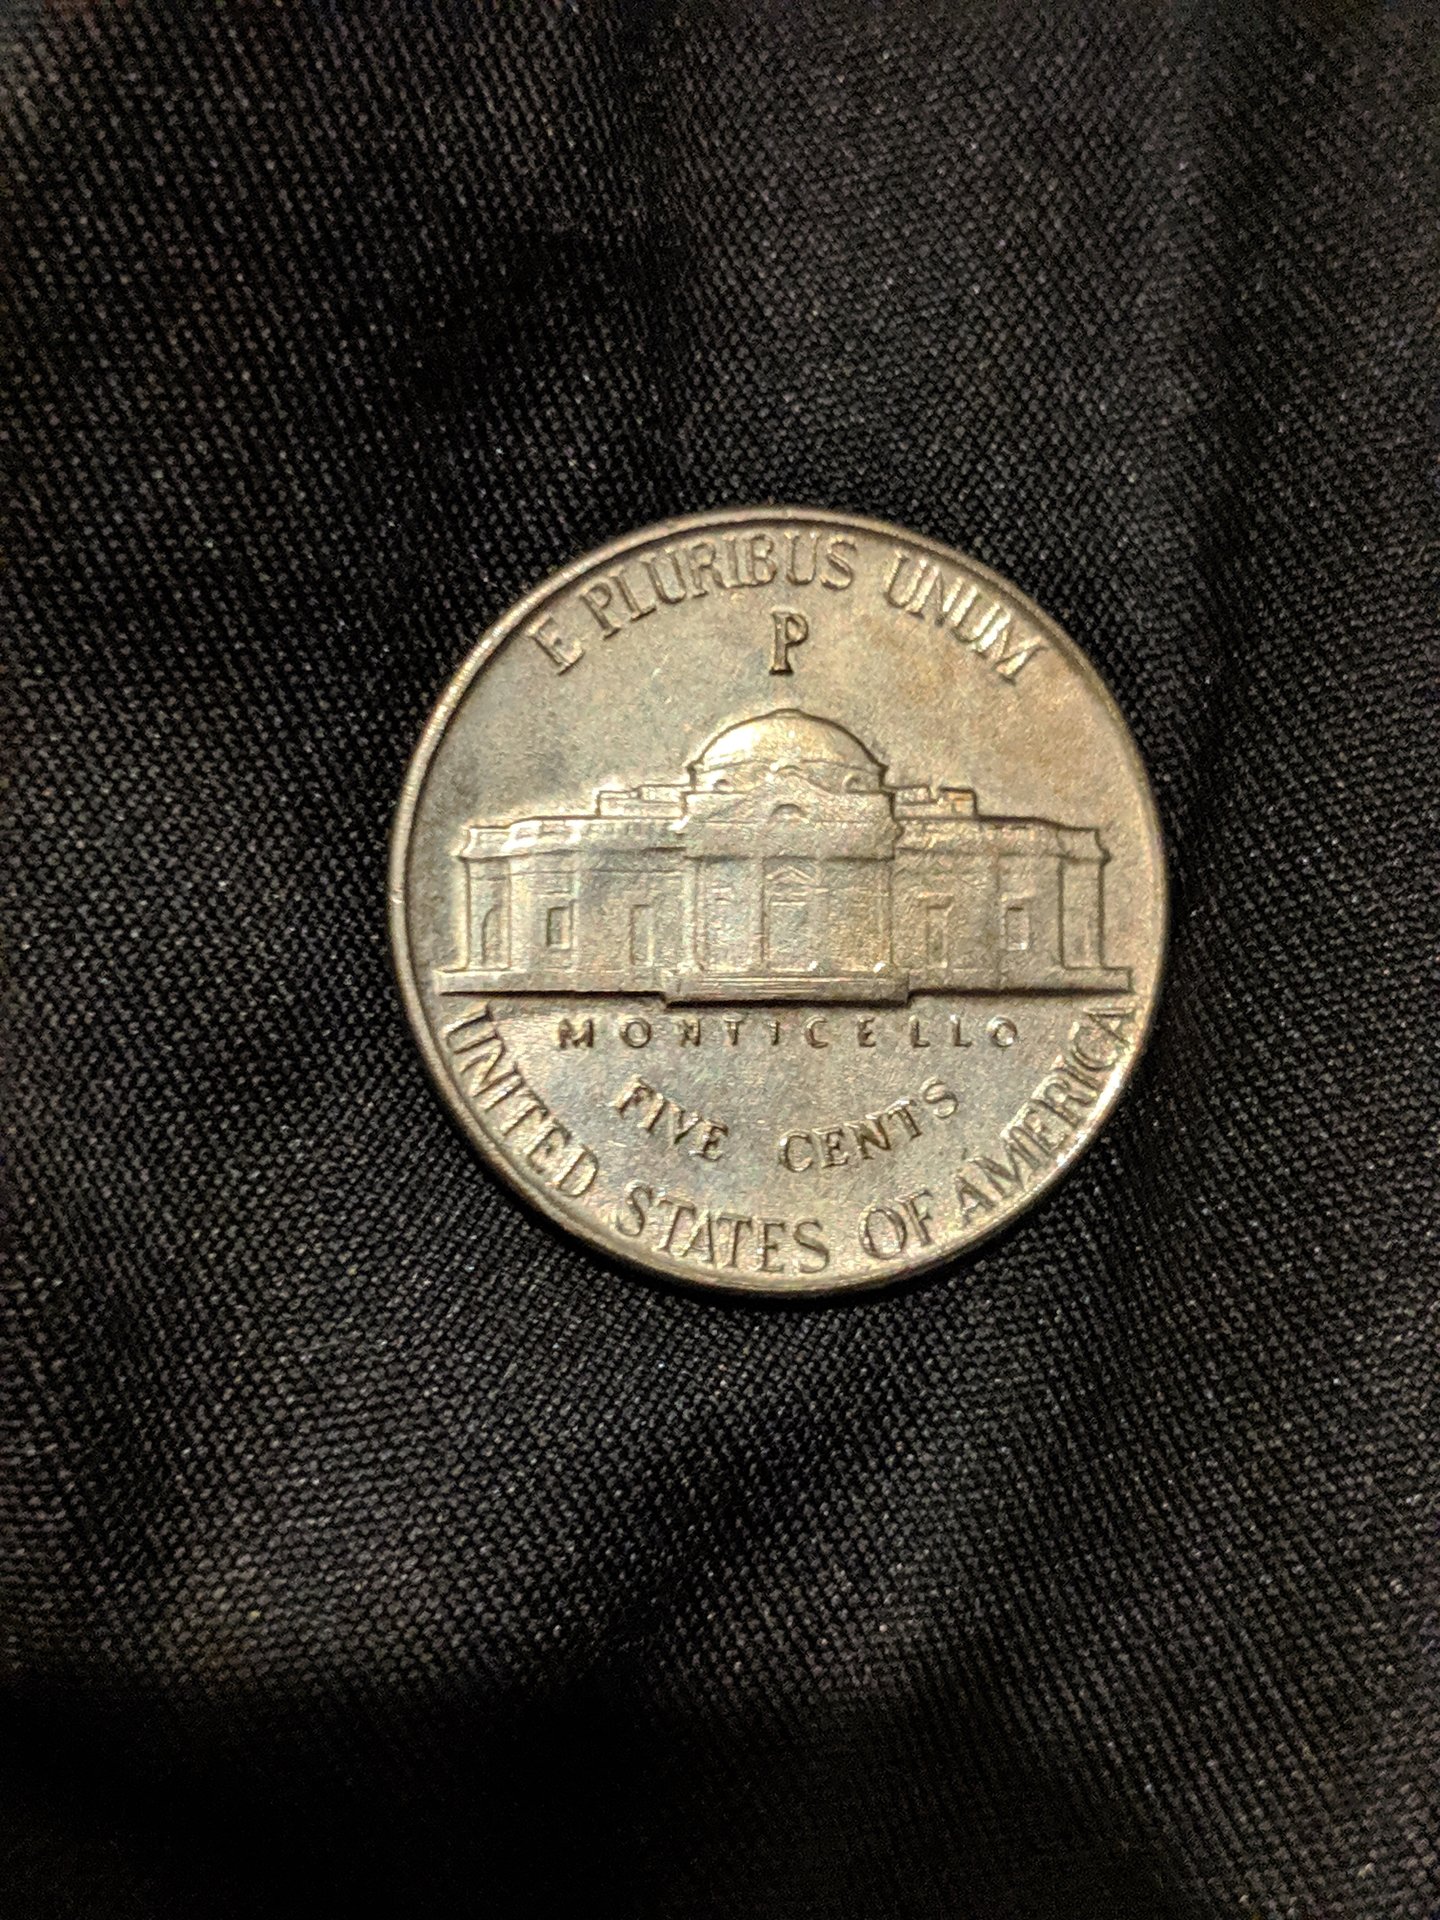 E PLURIBUS UNUM
P
MONTICELLO
FIVE CENTS
UNITED STATES OF AMERICA